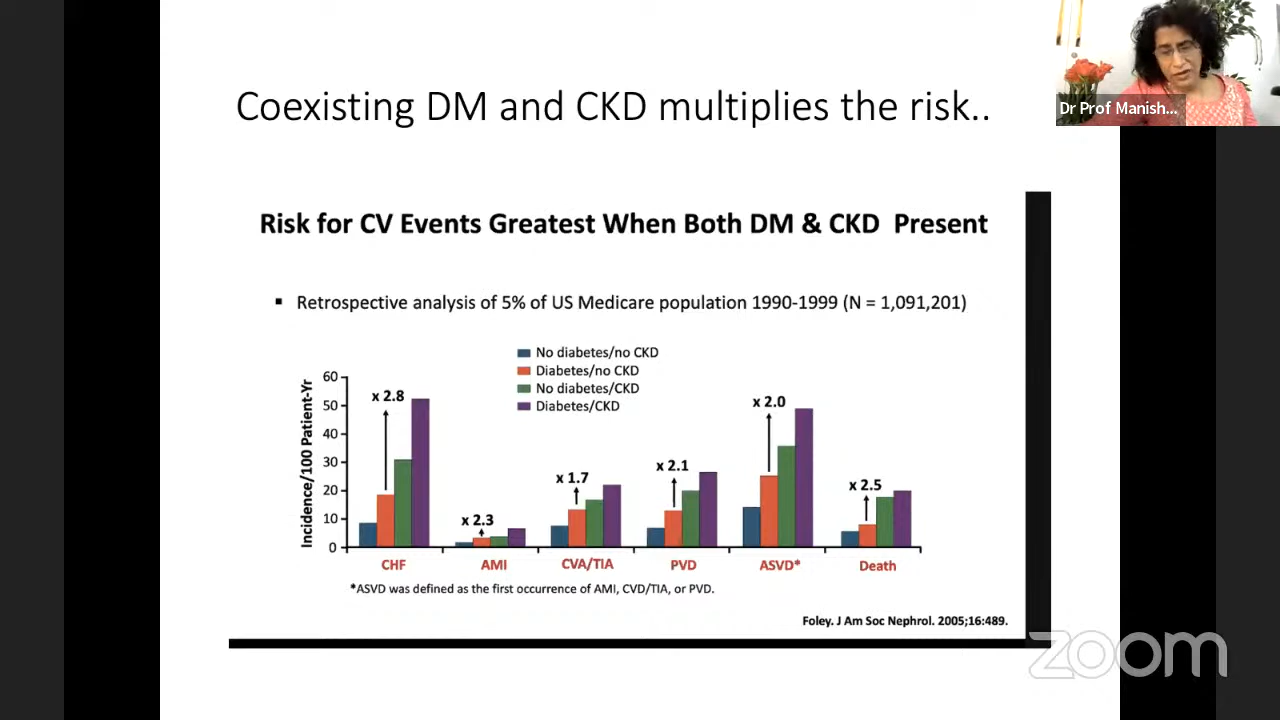 Coexisting DM and CKD multiplies the risk..
Dr Prof Manish...
Risk for CV Events Greatest When Both DM & CKD Present
▪ Retrospective analysis of 5% of US Medicare population 1990-1999 (N = 1,091,201)
No diabetes/no CKD
Diabetes/no CKD
No diabetes/CKD
Diabetes/CKD
Incidence/100 Patient-Yr
60
50
40
30
20
10
0
x 2.8
x 2.3
x 1.7
x 2.1
x 2.0
x 2.5
CHF
AMI
CVA/TIA
PVD
ASVD*
Death
*ASVD was defined as the first occurrence of AMI, CVD/TIA, or PVD.
Foley. J Am Soc Nephrol. 2005;16:489.
zoom